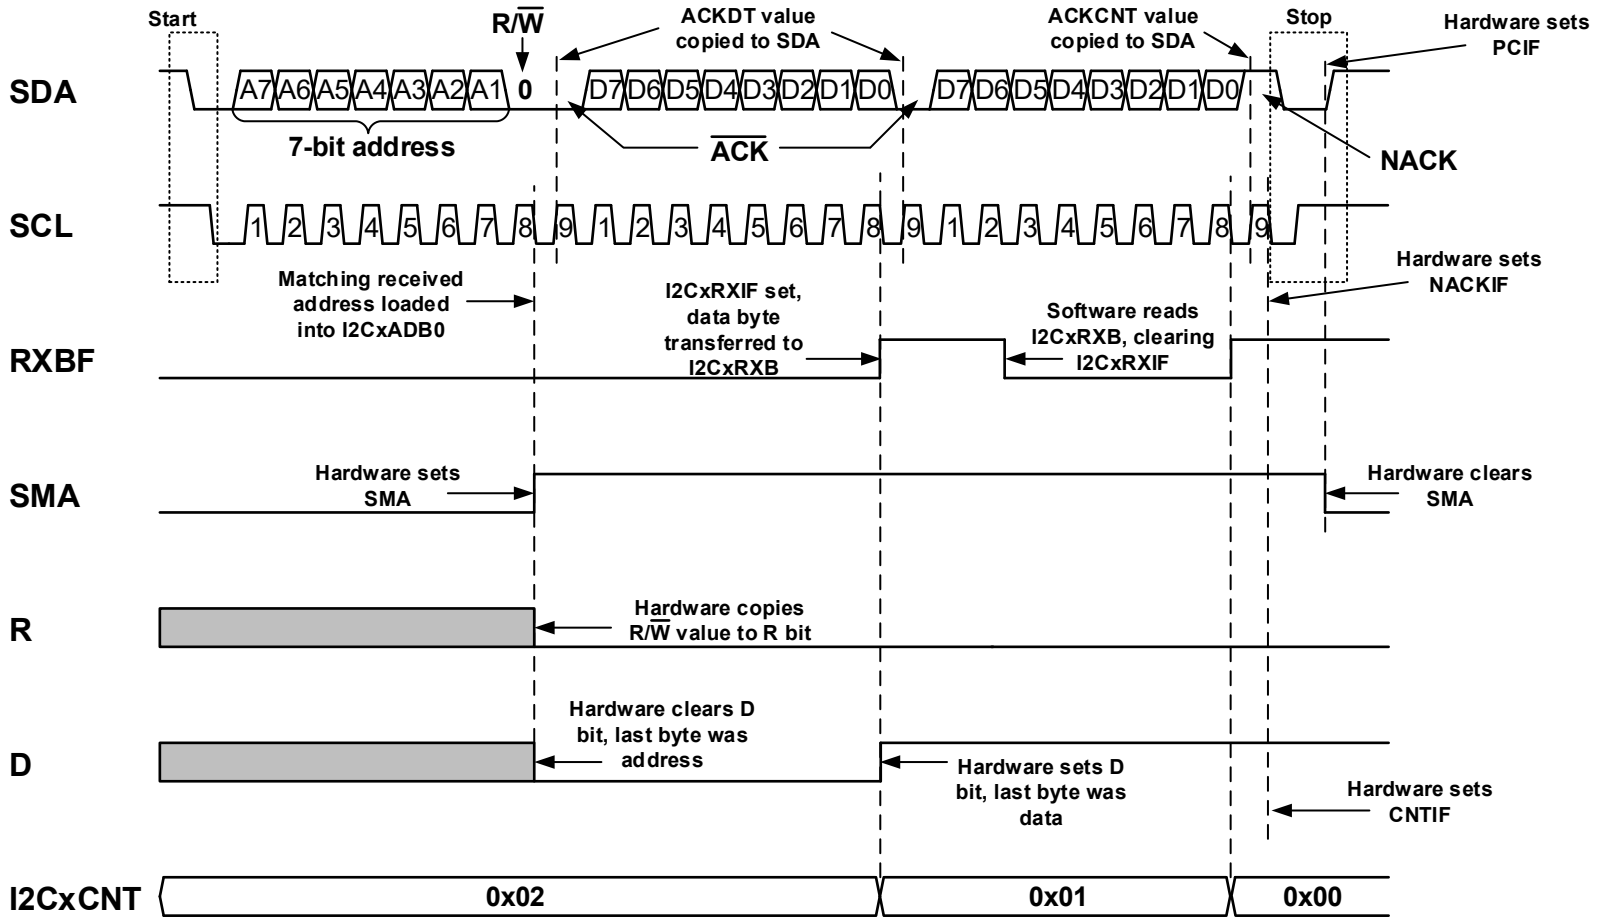 Start
R/W
ACKDT value
copied to SDA
ACKCNT value
copied to SDA
Stop
Hardware sets
PCIF
SDA
A7 A6 A5 A4 A3 A2 A1 0 D7 D6 D5 D4 D3 D2 D1 D0 D7 D6 D5 D4 D3 D2 D1 D0
7-bit address
ACK
NACK
SCL
1 2 3 4 5 6 7 8 9 1 2 3 4 5 6 7 8 9 1 2 3 4 5 6 7 8 9
Matching received
address loaded
into I2CxADB0
I2CxRXIF set,
data byte
transferred to
I2CxRXB
Software reads
I2CxRXB, clearing
I2CxRXIF
Hardware sets
NACKIF
RXBF
Hardware sets
SMA
Hardware clears
SMA
SMA
Hardware copies
R/W value to R bit
R
Hardware clears D
bit, last byte was
address
Hardware sets D
bit, last byte was
data
D
Hardware sets
CNTIF
I2CxCNT
0x02
0x01
0x00